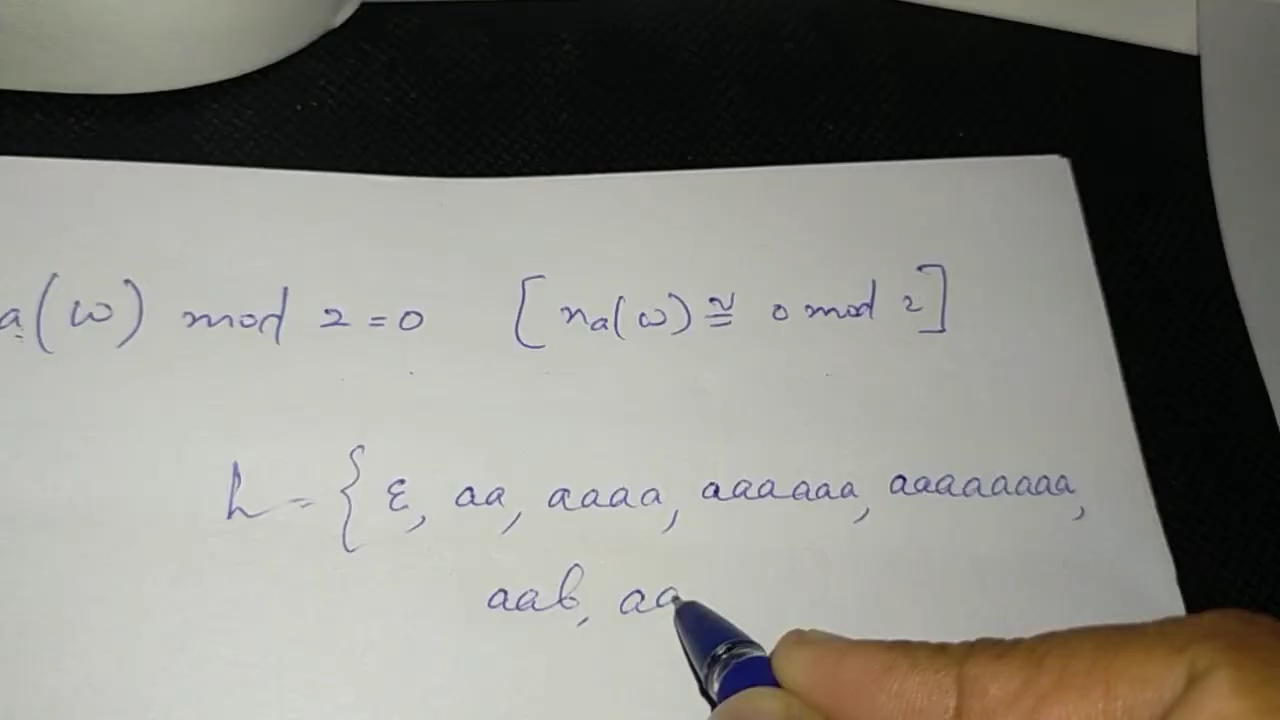 a(w) mod 2 = 0 [na(w) ≅ 0 mod 2]
L = {ε, aa, aaaa, aaaaaa, aaaaaaaa,
aab, aa